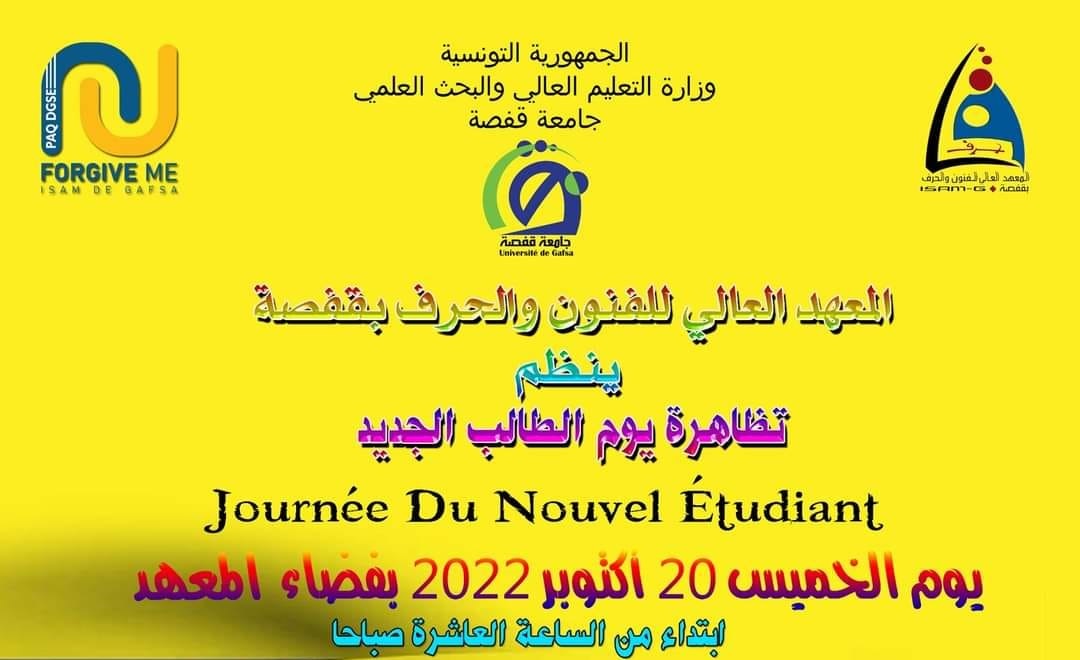 الجمهورية التونسية
وزارة التعليم العالي والبحث العلمي
جامعة قفصة
PAQ DGSE
FORGIVE ME
ISAM DE GAFSA
جامعة قفصة
Université de Gafsa
حرف
المعهد العالي للفنون والحرف
بقفصة ISAM-G
المعهد العالي للفنون والحرف بقفصة
ينظم
تظاهرة يوم الطالب الجديد
Journée Du Nouvel Étudiant
يوم الخميس 20 أكتوبر 2022 بفضاء المعهد
ابتداء من الساعة العاشرة صباحا